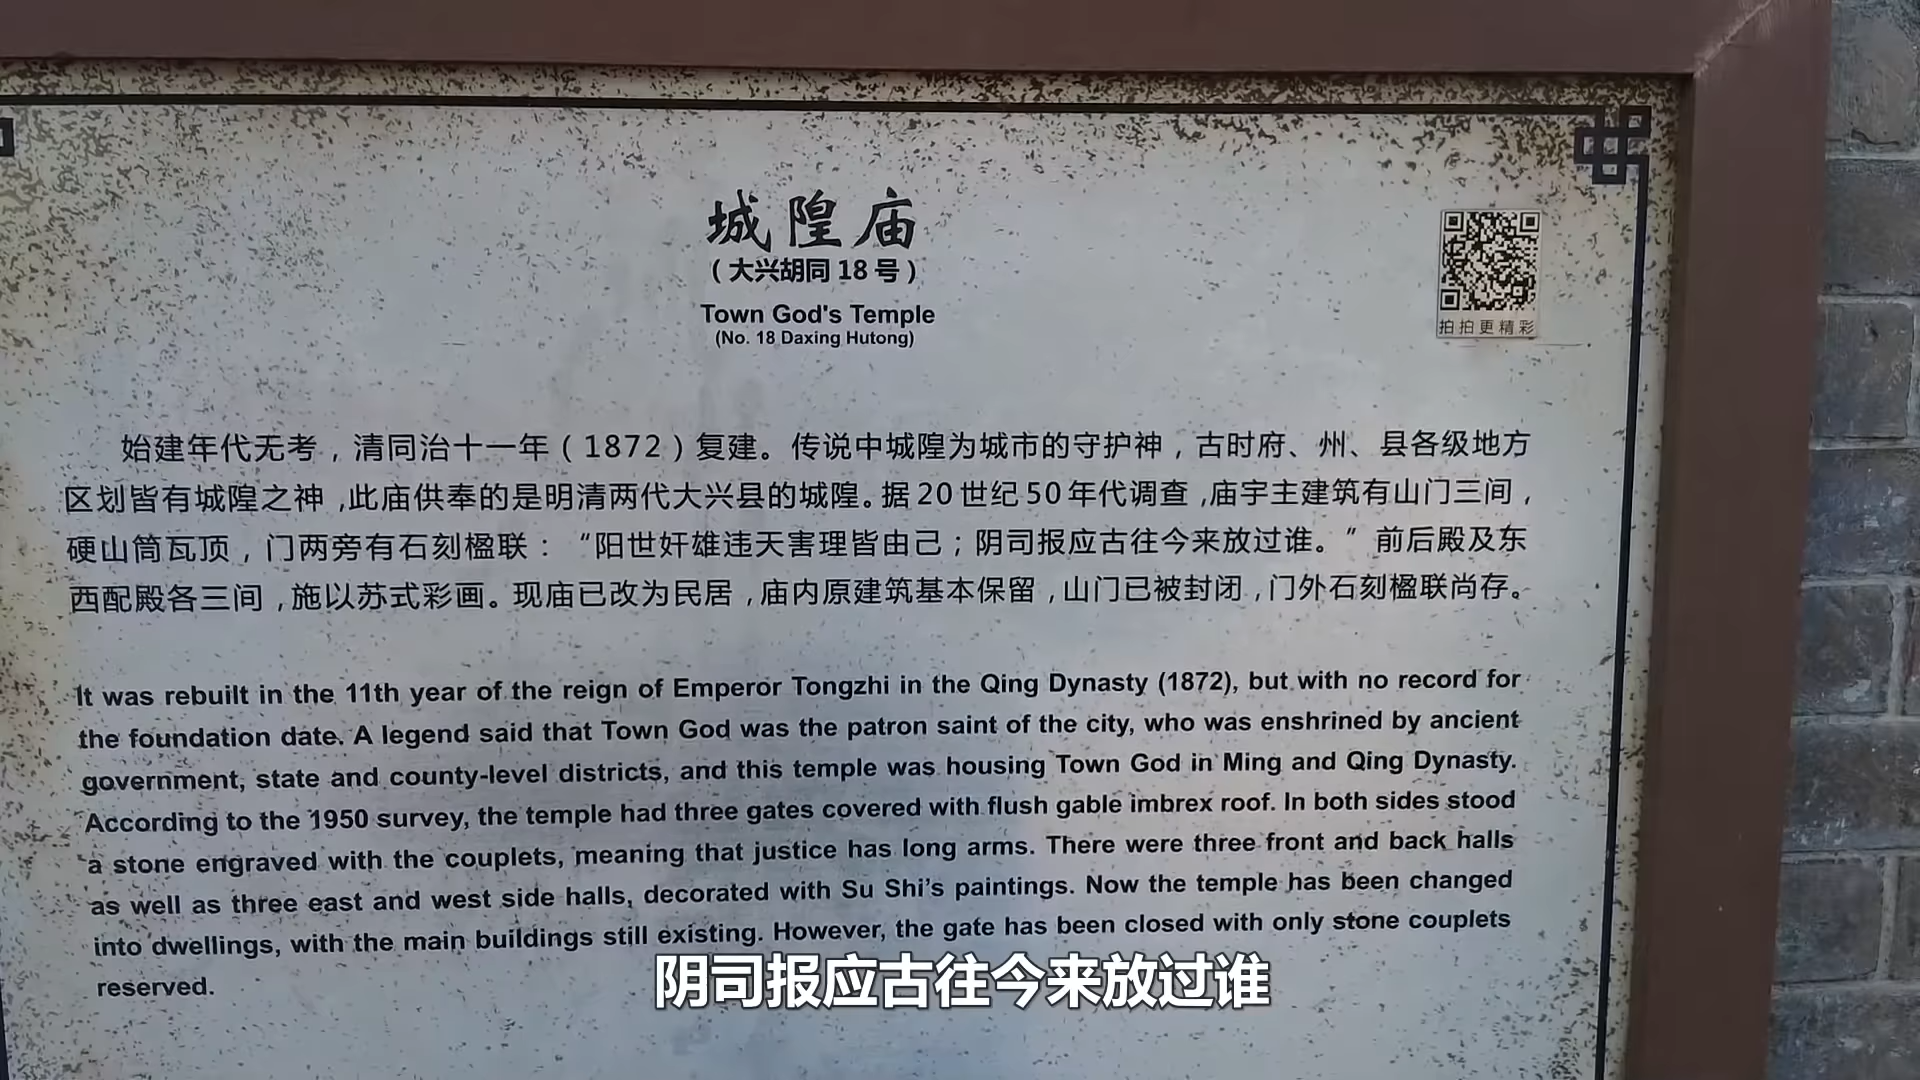 城隍庙
（大兴胡同18号）
Town God's Temple
(No. 18 Daxing Hutong)
拍拍更精彩
始建年代无考，清同治十一年（1872）复建。传说中城隍为城市的守护神，古时府、州、县各级地方
区划皆有城隍之神，此庙供奉的是明清两代大兴县的城隍。据20世纪50年代调查，庙宇主建筑有山门三间，
硬山筒瓦顶，门两旁有石刻楹联：“阳世奸雄违天害理皆由己；阴司报应古往今来放过谁。”前后殿及东
西配殿各三间，施以苏式彩画。现庙已改为民居，庙内原建筑基本保留，山门已被封闭，门外石刻楹联尚存。
It was rebuilt in the 11th year of the reign of Emperor Tongzhi in the Qing Dynasty (1872), but with no record for
the foundation date. A legend said that Town God was the patron saint of the city, who was enshrined by ancient
government, state and county-level districts, and this temple was housing Town God in Ming and Qing Dynasty.
According to the 1950 survey, the temple had three gates covered with flush gable imbrex roof. In both sides stood
a stone engraved with the couplets, meaning that justice has long arms. There were three front and back halls
as well as three east and west side halls, decorated with Su Shi's paintings. Now the temple has been changed
into dwellings, with the main buildings still existing. However, the gate has been closed with only stone couplets
reserved.
阴司报应古往今来放过谁